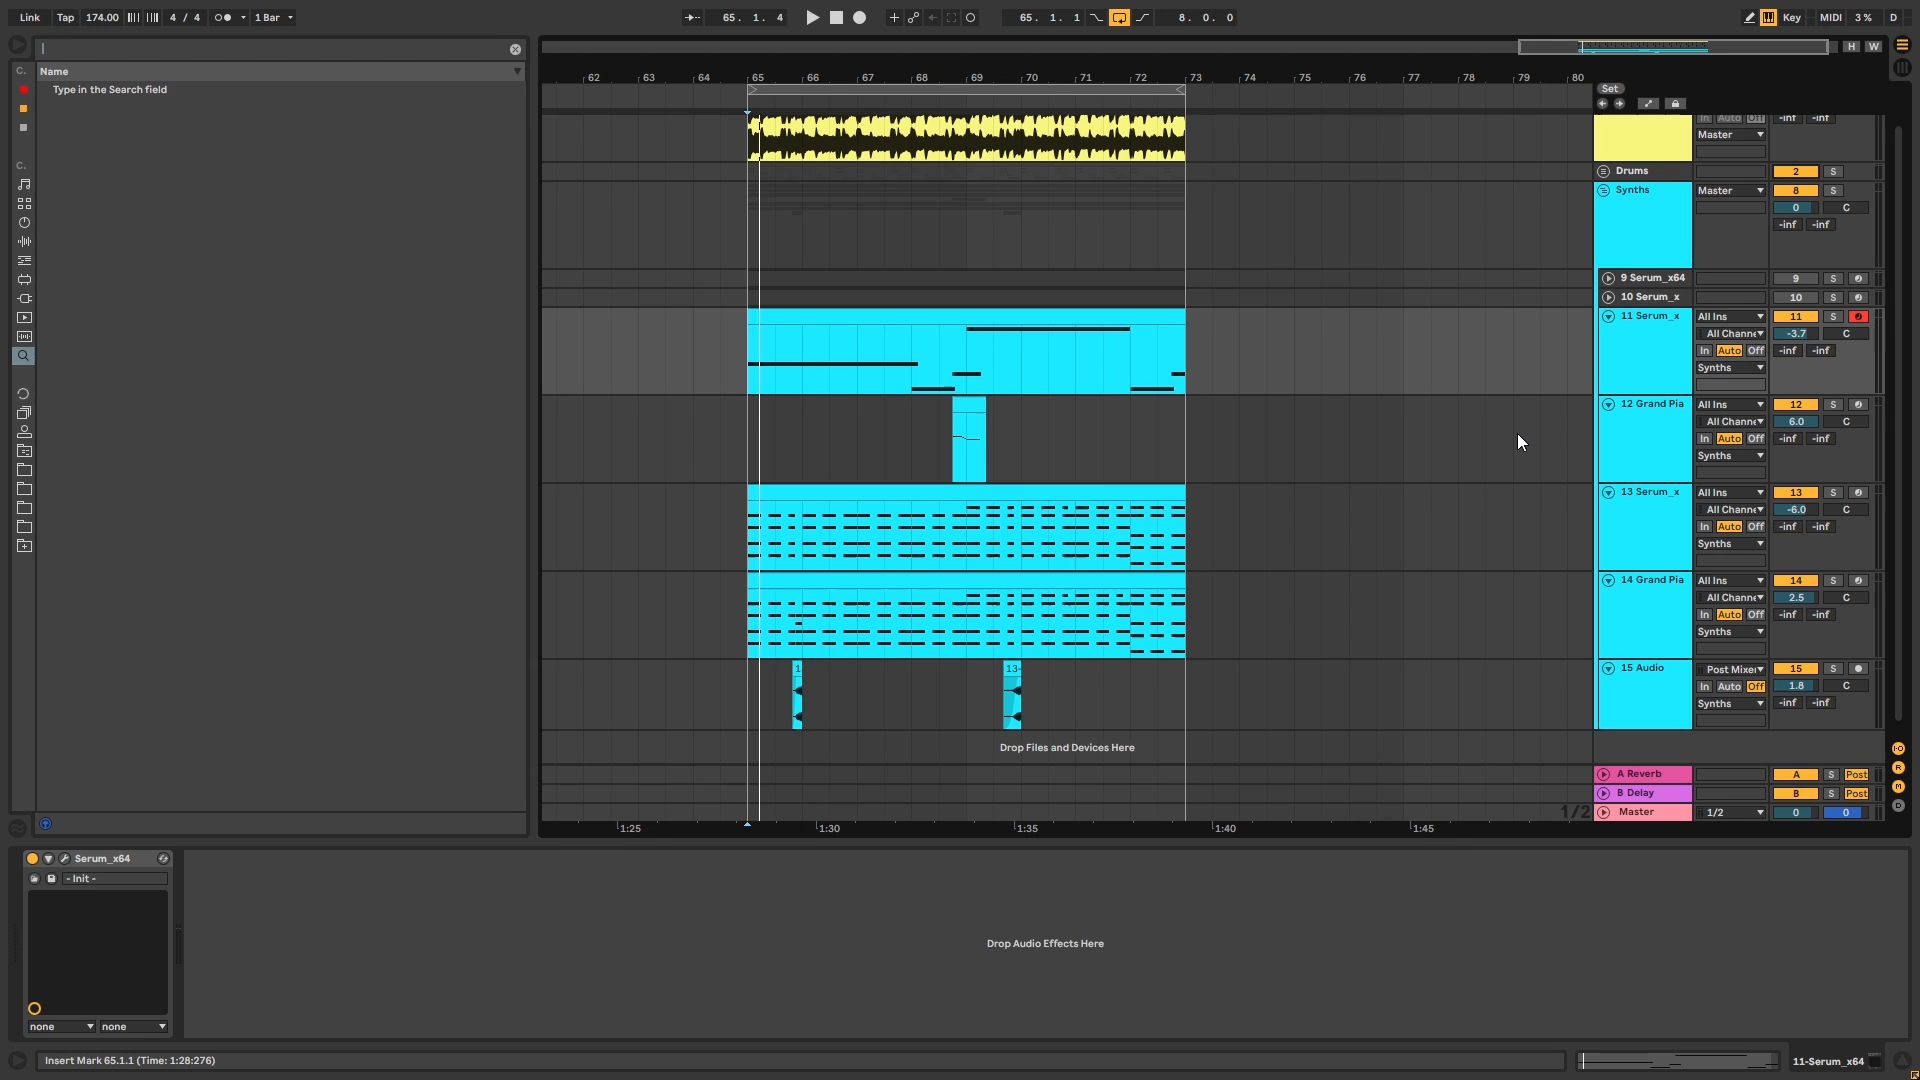 Link Tap 174.00 4 / 4 1 Bar 65. 1. 4 65. 1. 1 8. 0. 0 Key MIDI 3 % D
H W
C. Name
Type in the Search field
62 63 64 65 66 67 68 69 70 71 72 73 74 75 76 77 78 79 80
Set
In Auto Off -inf -inf
Master
C.
Drums 2 S
Synths Master 8 S
0 C
-inf -inf
9 Serum_x64 9 S
10 Serum_x 10 S
11 Serum_x All Ins 11 S
All Channe -3.7 C
In Auto Off -inf -inf
Synths
12 Grand Pia All Ins 12 S
All Channe 6.0 C
In Auto Off -inf -inf
Synths
13 Serum_x All Ins 13 S
All Channe -6.0 C
In Auto Off -inf -inf
Synths
14 Grand Pia All Ins 14 S
All Channe 2.5 C
In Auto Off -inf -inf
Synths
1 13- 15 Audio Post Mixer 15 S
In Auto Off 1.8 C
Synths -inf -inf
Drop Files and Devices Here
I·O
A Reverb A S Post
R
B Delay B S Post
M
1/2 Master 1/2 0 0
D
1:25 1:30 1:35 1:40 1:45
Serum_x64
- Init -
Drop Audio Effects Here
none none
Insert Mark 65.1.1 (Time: 1:28:276) 11-Serum_x64